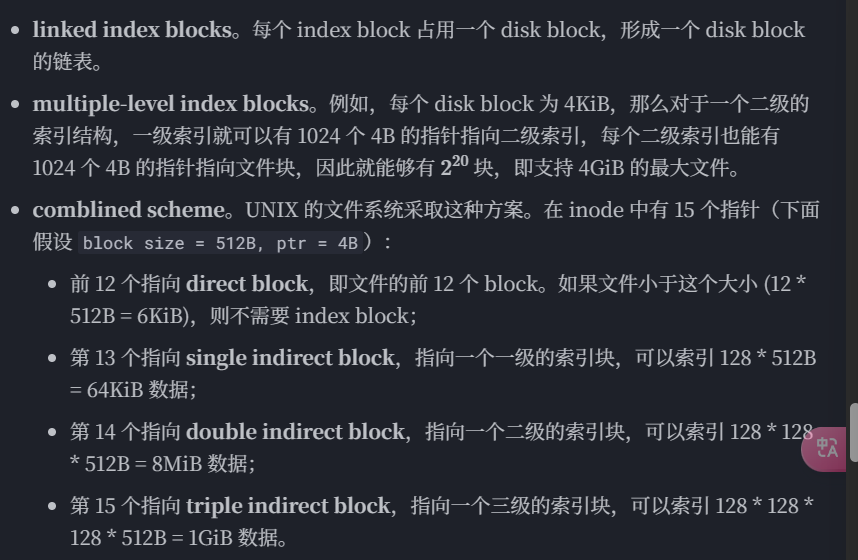 linked index blocks。每个 index block 占用一个 disk block，形成一个 disk block
的链表。
multiple-level index blocks。例如，每个 disk block 为 4KiB，那么对于一个二级的
索引结构，一级索引就可以有 1024 个 4B 的指针指向二级索引，每个二级索引也能有
1024 个 4B 的指针指向文件块，因此就能够有 2²⁰ 块，即支持 4GiB 的最大文件。
comblined scheme。UNIX 的文件系统采取这种方案。在 inode 中有 15 个指针（下面
假设 block size = 512B, ptr = 4B）：
前 12 个指向 direct block，即文件的前 12 个 block。如果文件小于这个大小 (12 *
512B = 6KiB)，则不需要 index block；
第 13 个指向 single indirect block，指向一个一级的索引块，可以索引 128 * 512B
= 64KiB 数据；
第 14 个指向 double indirect block，指向一个二级的索引块，可以索引 128 * 128
* 512B = 8MiB 数据；
第 15 个指向 triple indirect block，指向一个三级的索引块，可以索引 128 * 128 *
128 * 512B = 1GiB 数据。
中A